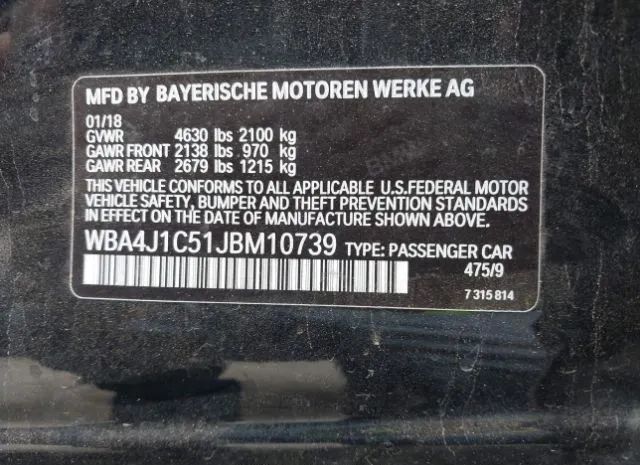 MFD BY BAYERISCHE MOTOREN WERKE AG
01/18
GVWR 4630 lbs 2100 kg
GAWR FRONT 2138 lbs 970 kg
GAWR REAR 2679 lbs 1215 kg
THIS VEHICLE CONFORMS TO ALL APPLICABLE U.S.FEDERAL MOTOR
VEHICLE SAFETY, BUMPER AND THEFT PREVENTION STANDARDS
IN EFFECT ON THE DATE OF MANUFACTURE SHOWN ABOVE.
WBA4J1C51JBM10739 TYPE: PASSENGER CAR
475/9
7 315 814